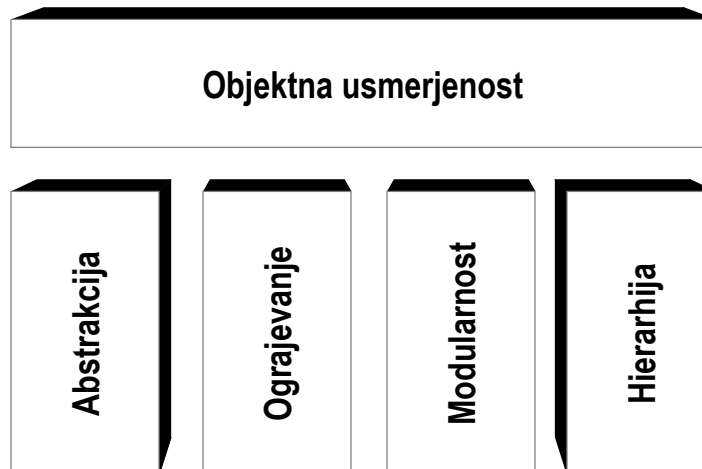 Objektna usmerjenost
Abstrakcija
Ograjevanje
Modularnost
Hierarhija